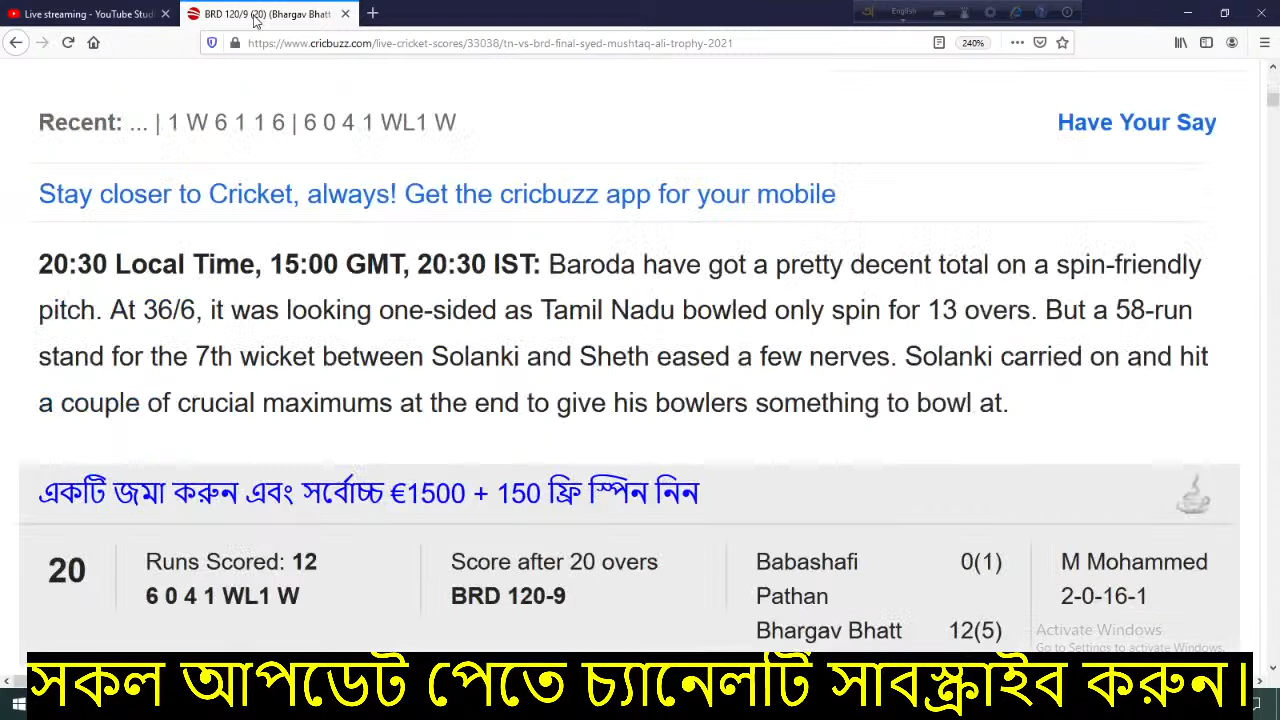 Live streaming - YouTube Stud
BRD 120/9 (20) (Bhargav Bhatt
English
https://www.cricbuzz.com/live-cricket-scores/33038/tn-vs-brd-final-syed-mushtaq-ali-trophy-2021
240%
Recent: ... | 1 W 6 1 1 6 | 6 0 4 1 WL1 W
Have Your Say
Stay closer to Cricket, always! Get the cricbuzz app for your mobile
20:30 Local Time, 15:00 GMT, 20:30 IST: Baroda have got a pretty decent total on a spin-friendly
pitch. At 36/6, it was looking one-sided as Tamil Nadu bowled only spin for 13 overs. But a 58-run
stand for the 7th wicket between Solanki and Sheth eased a few nerves. Solanki carried on and hit
a couple of crucial maximums at the end to give his bowlers something to bowl at.
একটি জমা করুন এবং সর্বোচ্চ €1500 + 150 ফ্রি স্পিন নিন
20
Runs Scored: 12
6 0 4 1 WL1 W
Score after 20 overs
BRD 120-9
Babashafi Pathan 0(1)
Bhargav Bhatt 12(5)
M Mohammed
2-0-16-1
Activate Windows
Go to Settings to activate Windows.
সকল আপডেট পেতে চ্যানেলটি সাবস্ক্রাইব করুন।